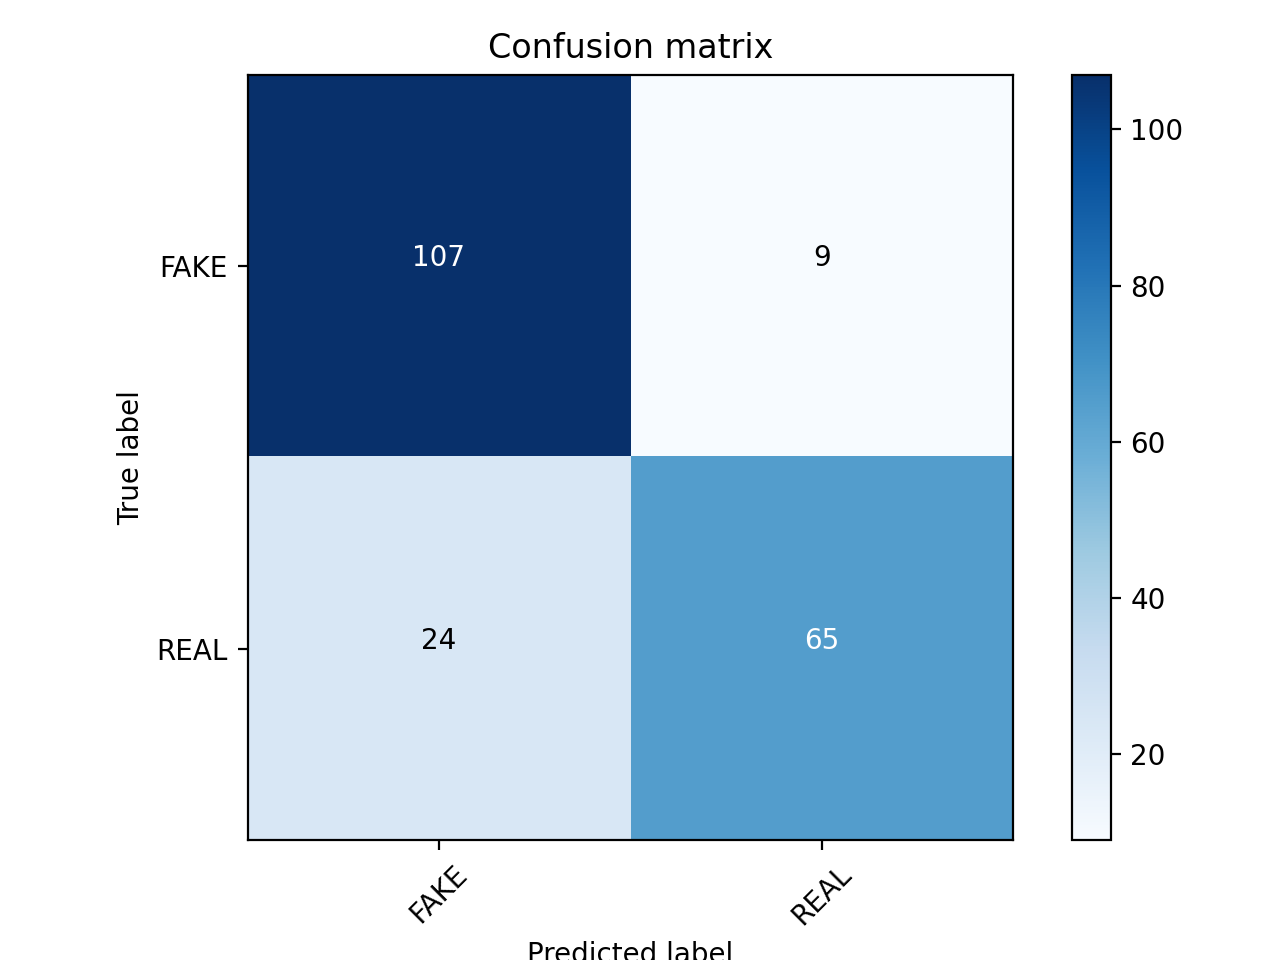 Confusion matrix
100
107
9
FAKE
80
True label
60
40
24
65
REAL
20
FAKE
REAL
Predicted label